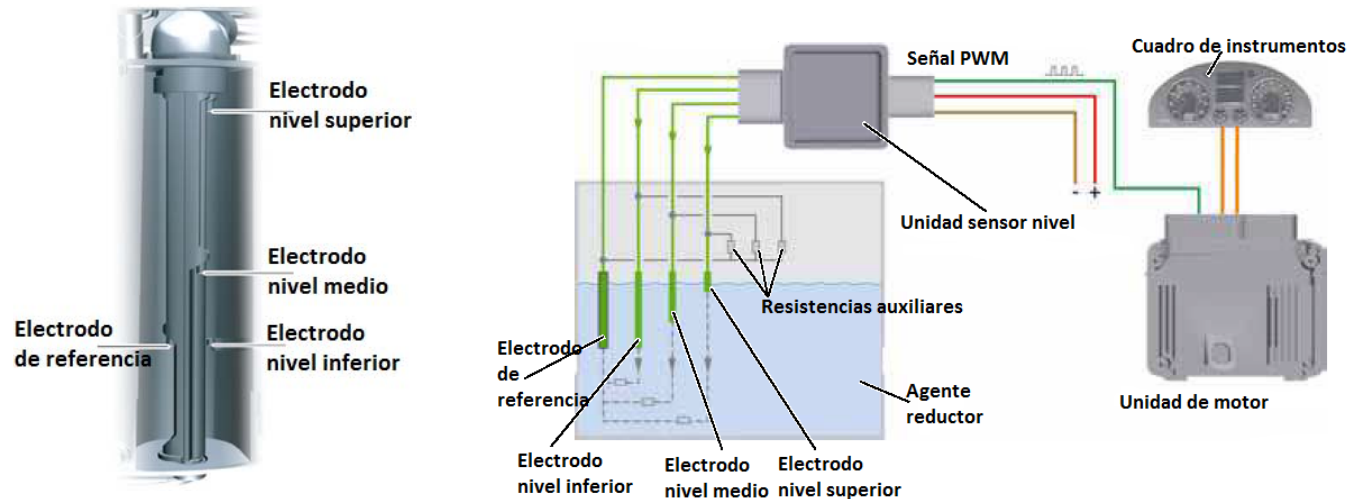 Electrodo
nivel superior
Electrodo
nivel medio
Electrodo
de referencia
Electrodo
nivel inferior
Señal PWM
Cuadro de instrumentos
Unidad sensor nivel
- +
Resistencias auxiliares
Electrodo
de
referencia
Agente
reductor
Unidad de motor
Electrodo
nivel inferior
Electrodo
nivel medio
Electrodo
nivel superior